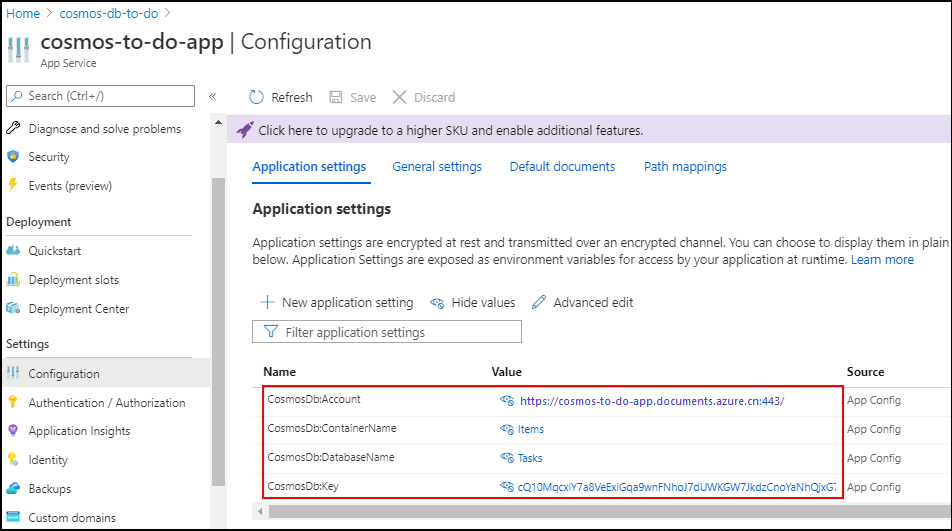 Home > cosmos-db-to-do >
cosmos-to-do-app | Configuration
App Service
Search (Ctrl+/)
«
Refresh
Save
Discard
Diagnose and solve problems
Security
Events (preview)
Deployment
Quickstart
Deployment slots
Deployment Center
Settings
Configuration
Authentication / Authorization
Application Insights
Identity
Backups
Custom domains
Click here to upgrade to a higher SKU and enable additional features.
Application settings
General settings
Default documents
Path mappings
Application settings
Application settings are encrypted at rest and transmitted over an encrypted channel. You can choose to display them in plain
below. Application Settings are exposed as environment variables for access by your application at runtime. Learn more
New application setting
Hide values
Advanced edit
Filter application settings
Name Value Source
CosmosDb:Account https://cosmos-to-do-app.documents.azure.cn:443/ App Config
CosmosDb:ContainerName Items App Config
CosmosDb:DatabaseName Tasks App Config
CosmosDb:Key App Config